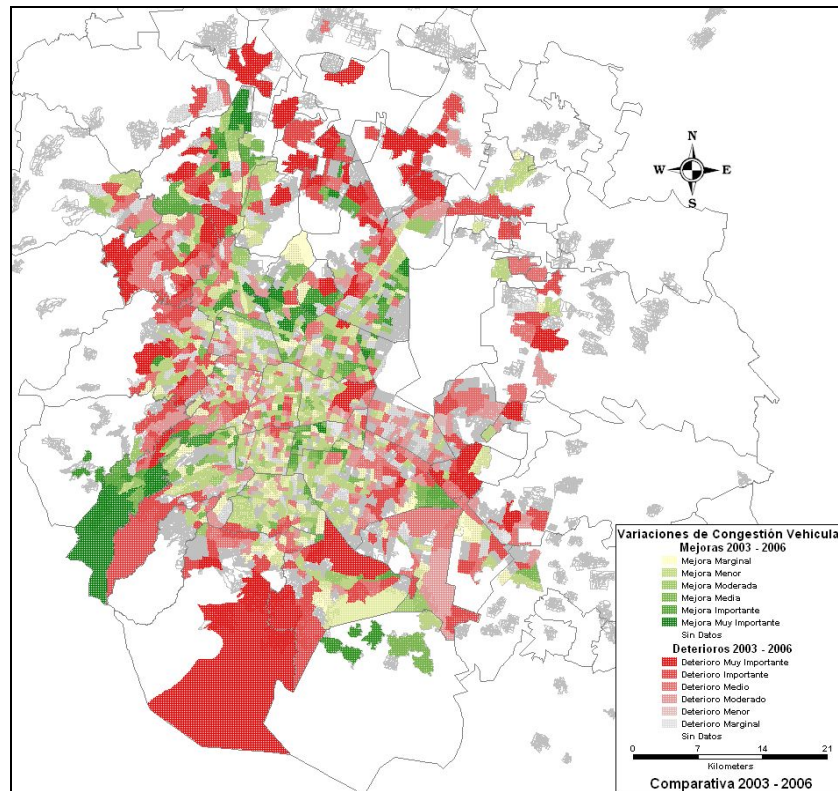 N
W E
S
Variaciones de Congestión Vehicula
Mejoras 2003 - 2006
Mejora Marginal
Mejora Menor
Mejora Moderada
Mejora Media
Mejora Importante
Mejora Muy Importante
Sin Datos
Deterioros 2003 - 2006
Deterioro Muy Importante
Deterioro Importante
Deterioro Medio
Deterioro Moderado
Deterioro Menor
Deterioro Marginal
Sin Datos
0 7 14 21
Kilometers
Comparativa 2003 - 2006